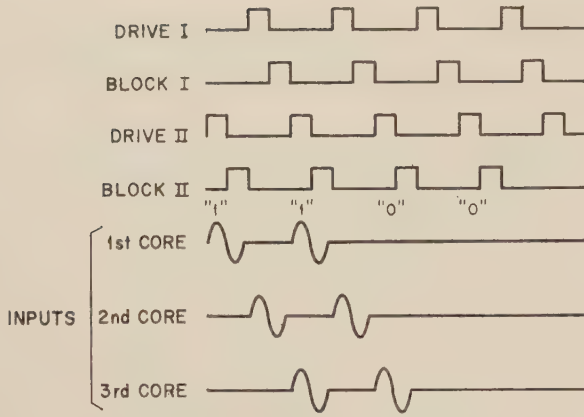 DRIVE I
BLOCK I
DRIVE II
BLOCK II
"1" "1" "0" "0"
1st CORE
INPUTS
2nd CORE
3rd CORE